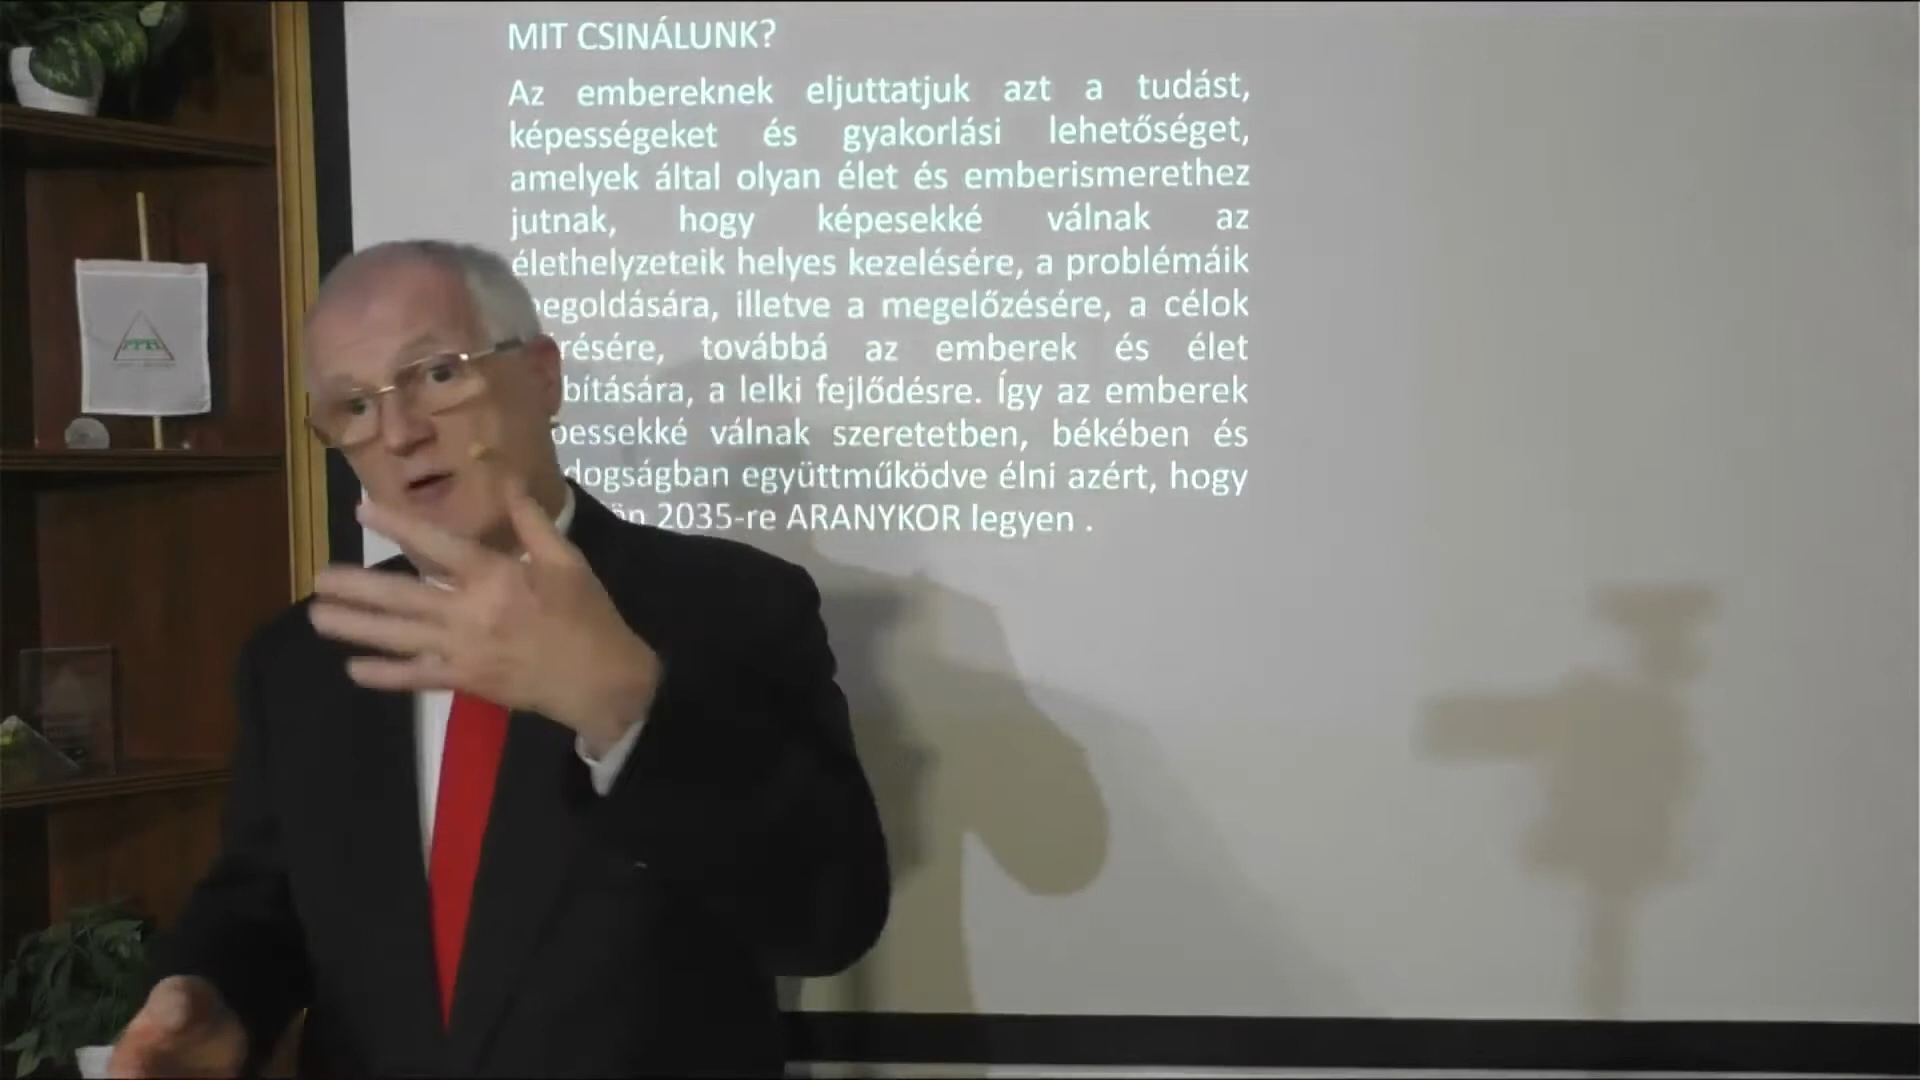 MIT CSINÁLUNK?
Az embereknek eljuttatjuk azt a tudást,
képességeket és gyakorlási lehetőséget,
amelyek által olyan élet és emberismerethez
jutnak, hogy képesekké válnak az
élethelyzeteik helyes kezelésére, a problémáik
egoldására, illetve a megelőzésére, a célok
résére, továbbá az emberek és élet
bítására, a lelki fejlődésre. Így az emberek
pessekké válnak szeretetben, békében és
dogságban együttműködve élni azért, hogy
ön 2035-re ARANYKOR legyen .